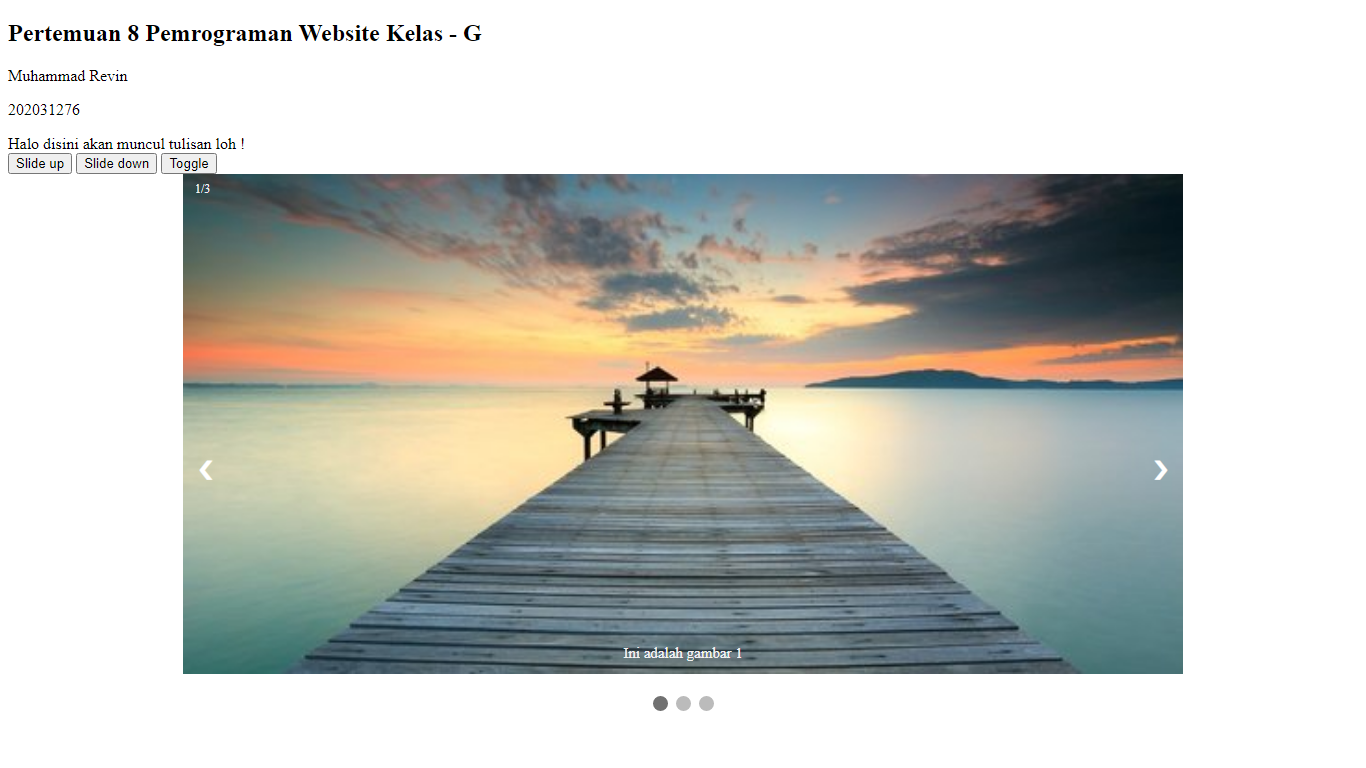 Pertemuan 8 Pemrograman Website Kelas - G
Muhammad Revin
202031276
Halo disini akan muncul tulisan loh !
Slide up Slide down Toggle
1/3
❮ ❯
Ini adalah gambar 1